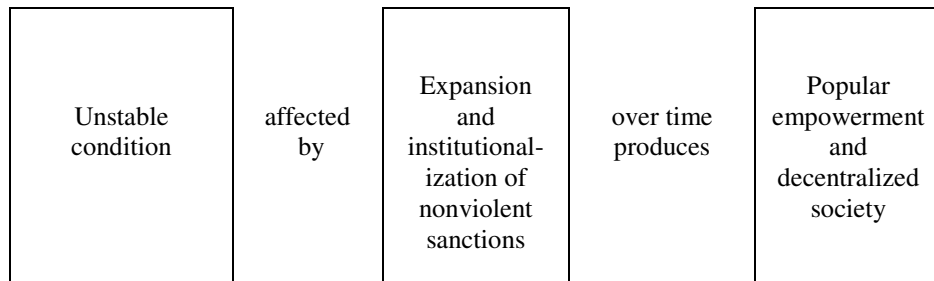 Unstable
condition
affected
by
Expansion
and
institutional-
ization of
nonviolent
sanctions
over time
produces
Popular
empowerment
and
decentralized
society